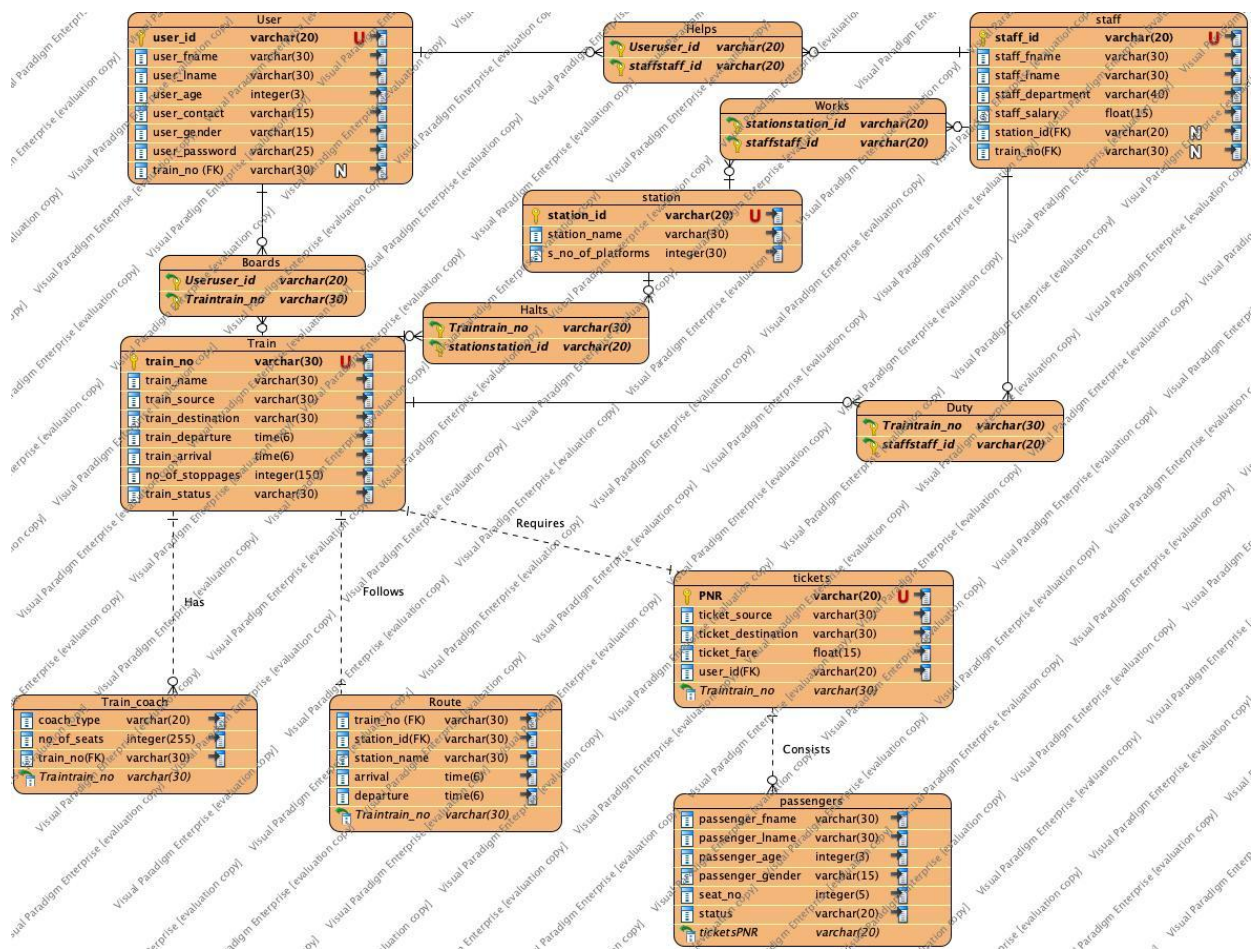 User
user_id varchar(20) U
user_fname varchar(30)
user_lname varchar(30)
user_age integer(3)
user_contact varchar(15)
user_gender varchar(15)
user_password varchar(25)
train_no (FK) varchar(30) N
Helps
Useruser_id varchar(20)
staffstaff_id varchar(20)
staff
staff_id varchar(20) U
staff_fname varchar(30)
staff_lname varchar(30)
staff_department varchar(40)
staff_salary float(15)
station_id(FK) varchar(20) N
train_no(FK) varchar(30) N
Works
stationstation_id varchar(20)
staffstaff_id varchar(20)
station
station_id varchar(20) U
station_name varchar(30)
s_no_of_platforms integer(30)
Boards
Useruser_id varchar(20)
Traintrain_no varchar(30)
Halts
Traintrain_no varchar(30)
stationstation_id varchar(20)
Train
train_no varchar(30) U
train_name varchar(30)
train_source varchar(30)
train_destination varchar(30)
train_departure time(6)
train_arrival time(6)
no_of_stoppages integer(150)
train_status varchar(30)
Duty
Traintrain_no varchar(30)
staffstaff_id varchar(20)
Requires
Has
Follows
tickets
PNR varchar(20) U
ticket_source varchar(30)
ticket_destination varchar(30)
ticket_fare float(15)
user_id(FK) varchar(20)
Traintrain_no varchar(30)
Train_coach
coach_type varchar(20)
no_of_seats integer(255)
train_no(FK) varchar(30)
Traintrain_no varchar(30)
Route
train_no (FK) varchar(30)
station_id(FK) varchar(30)
station_name varchar(30)
arrival time(6)
departure time(6)
Traintrain_no varchar(30)
Consists
passengers
passenger_fname varchar(30)
passenger_lname varchar(30)
passenger_age integer(3)
passenger_gender varchar(15)
seat_no integer(5)
status varchar(20)
ticketsPNR varchar(20)
Visual Paradigm Enterprise [evaluation copy]